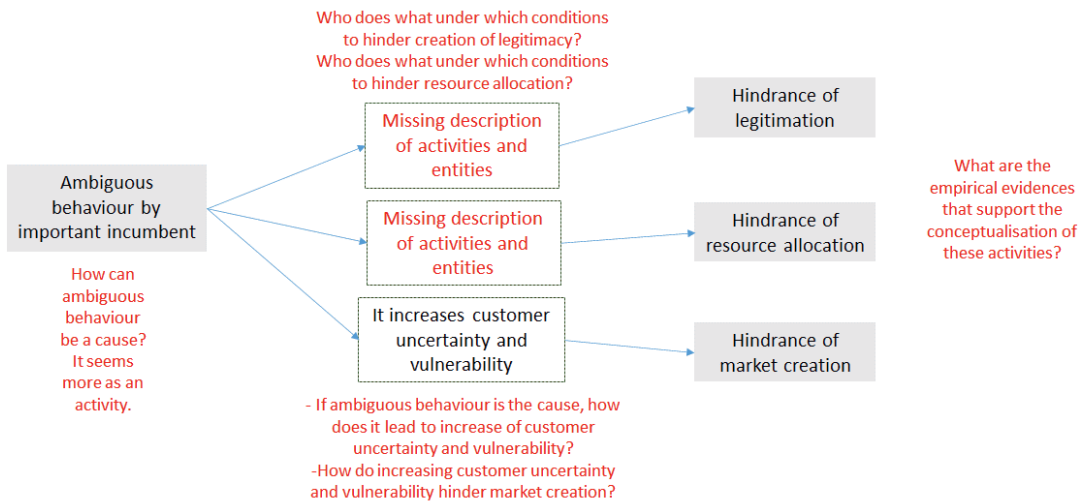 Who does what under which conditions
to hinder creation of legitimacy?
Who does what under which conditions
to hinder resource allocation?
Missing description
of activities and
entities
Hindrance of
legitimation
Ambiguous
behaviour by
important incumbent
Missing description
of activities and
entities
Hindrance of
resource allocation
What are the
empirical evidences
that support the
conceptualisation of
these activities?
How can
ambiguous
behaviour
be a cause?
It seems
more as an
activity.
It increases customer
uncertainty and
vulnerability
Hindrance of
market creation
- If ambiguous behaviour is the cause, how
does it lead to increase of customer
uncertainty and vulnerability?
-How do increasing customer uncertainty
and vulnerability hinder market creation?